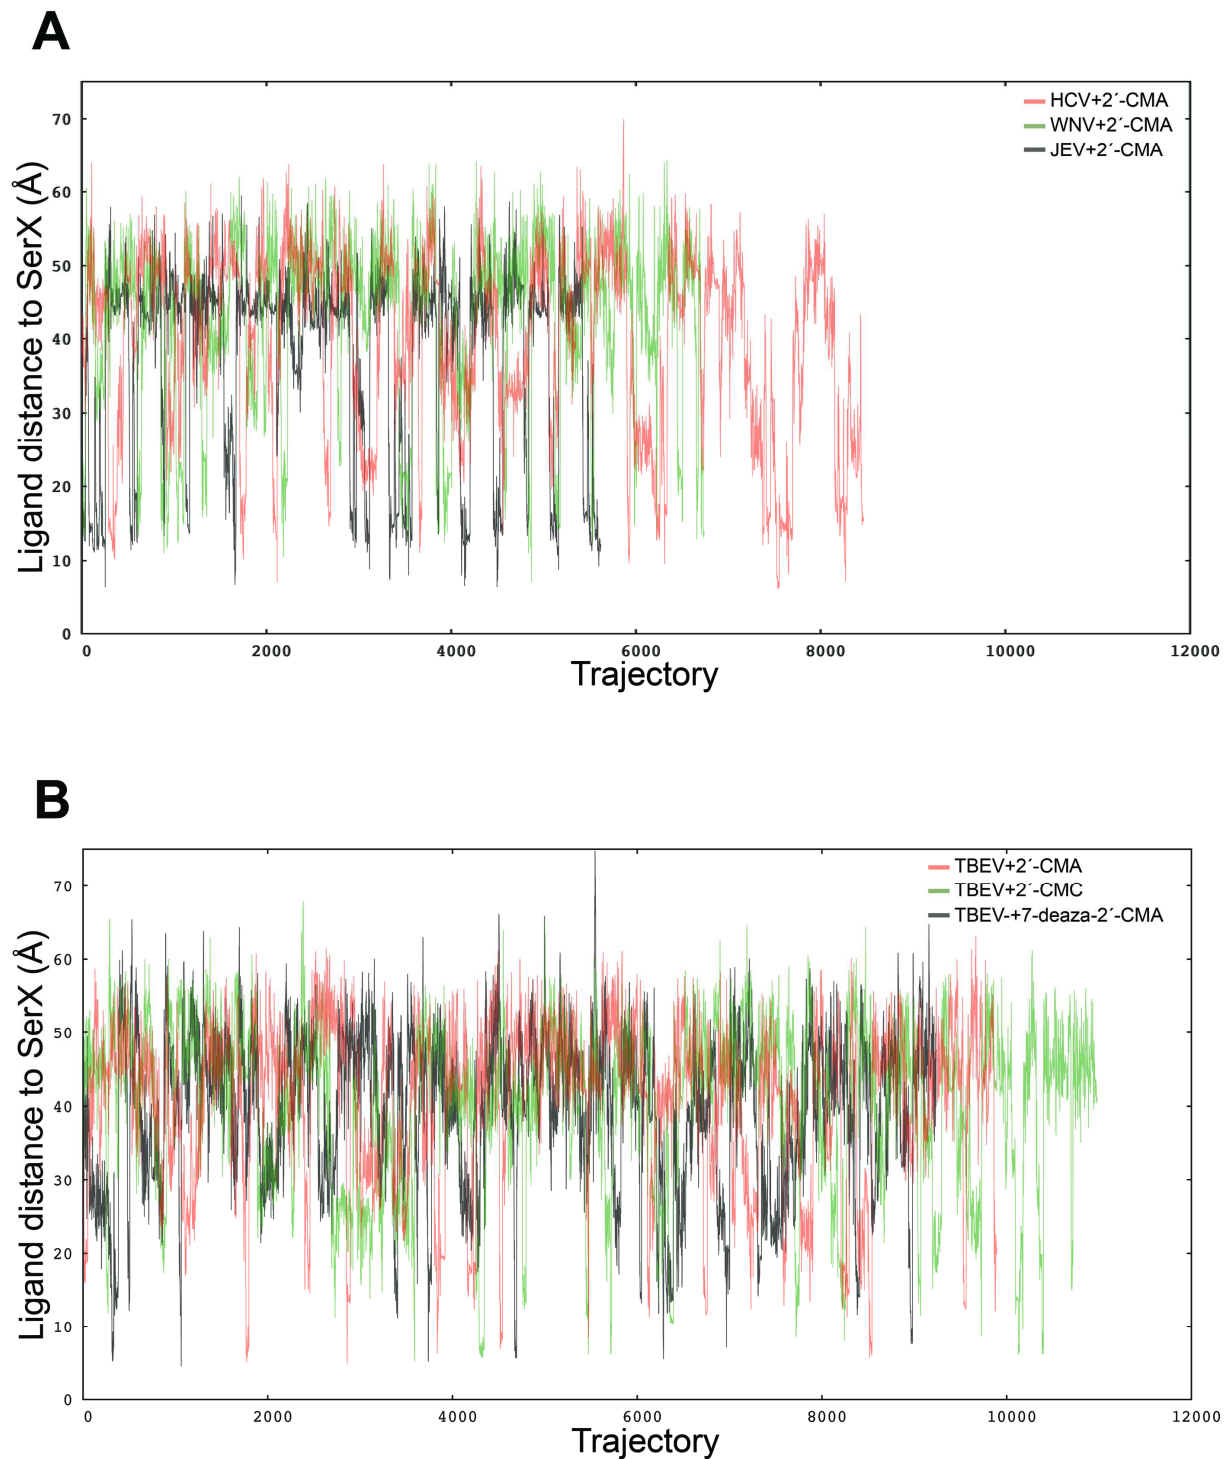 A
HCV+2´-CMA
WNV+2´-CMA
JEV+2´-CMA
Ligand distance to SerX (Å)
70
60
50
40
30
20
10
0
0 2000 4000 6000 8000 10000 12000
Trajectory
B
TBEV+2´-CMA
TBEV+2´-CMC
TBEV-+7-deaza-2´-CMA
Ligand distance to SerX (Å)
70
60
50
40
30
20
10
0
0 2000 4000 6000 8000 10000 12000
Trajectory